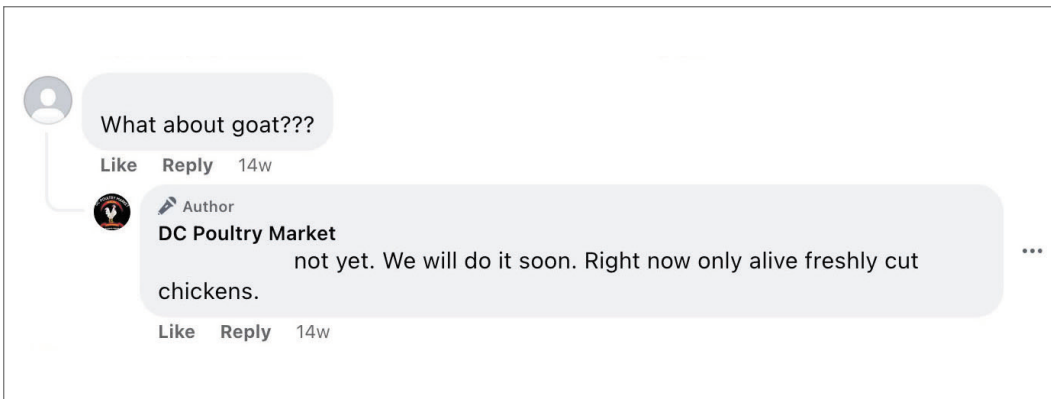 What about goat???
Like Reply 14w
Author
DC Poultry Market
not yet. We will do it soon. Right now only alive freshly cut
chickens.
Like Reply 14w